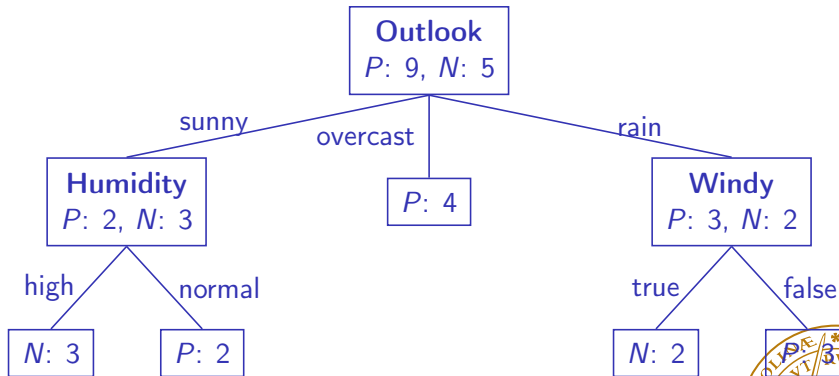 Outlook
P: 9, N: 5
sunny
overcast
rain
Humidity
P: 2, N: 3
P: 4
Windy
P: 3, N: 2
high
normal
true
false
N: 3
P: 2
N: 2
P: 3